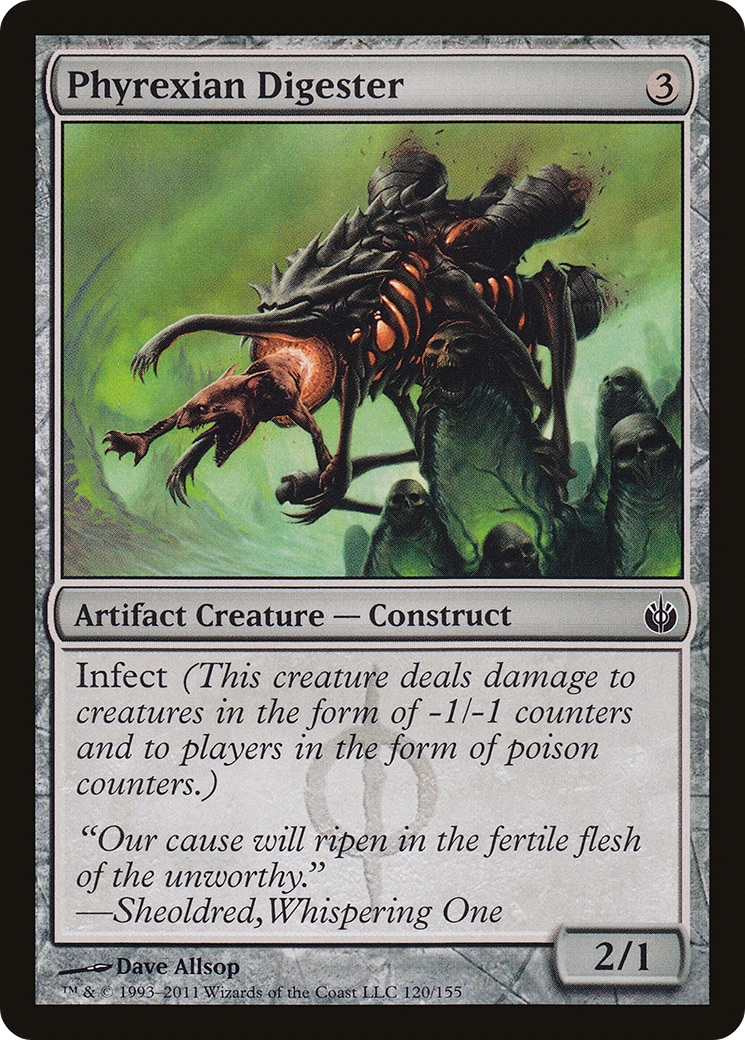 Phyrexian Digester 3
Artifact Creature — Construct
Infect (This creature deals damage to
creatures in the form of -1/-1 counters
and to players in the form of poison
counters.)
“Our cause will ripen in the fertile flesh
of the unworthy.”
—Sheoldred, Whispering One
2/1
Dave Allsop
™ & © 1993–2011 Wizards of the Coast LLC 120/155